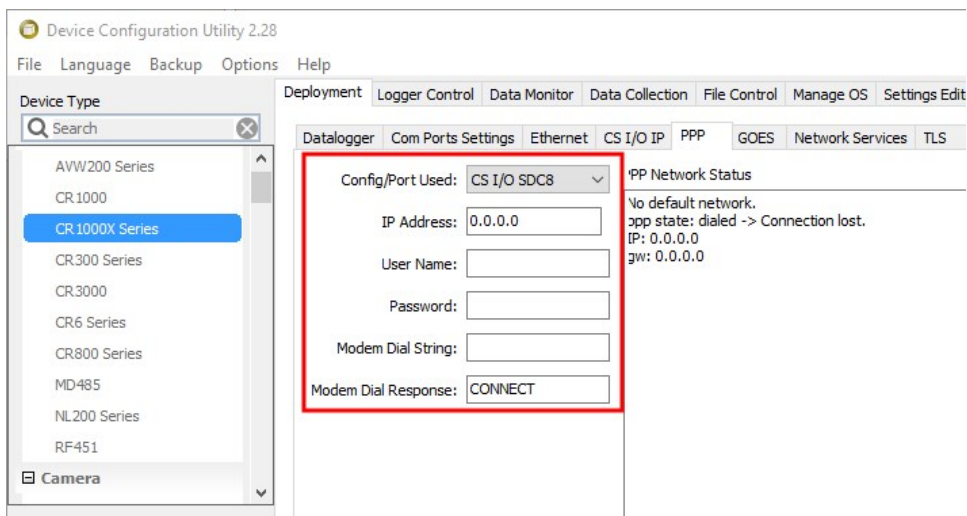 Device Configuration Utility 2.28
File Language Backup Options Help
Device Type
Search
AVW200 Series
CR1000
CR1000X Series
CR300 Series
CR3000
CR6 Series
CR800 Series
MD485
NL200 Series
RF451
Camera
Deployment Logger Control Data Monitor Data Collection File Control Manage OS Settings Edit
Datalogger Com Ports Settings Ethernet CS I/O IP PPP GOES Network Services TLS
Config/Port Used: CS I/O SDC8
IP Address: 0.0.0.0
User Name:
Password:
Modem Dial String:
Modem Dial Response: CONNECT
PPP Network Status
No default network.
ppp state: dialed -> Connection lost.
IP: 0.0.0.0
gw: 0.0.0.0